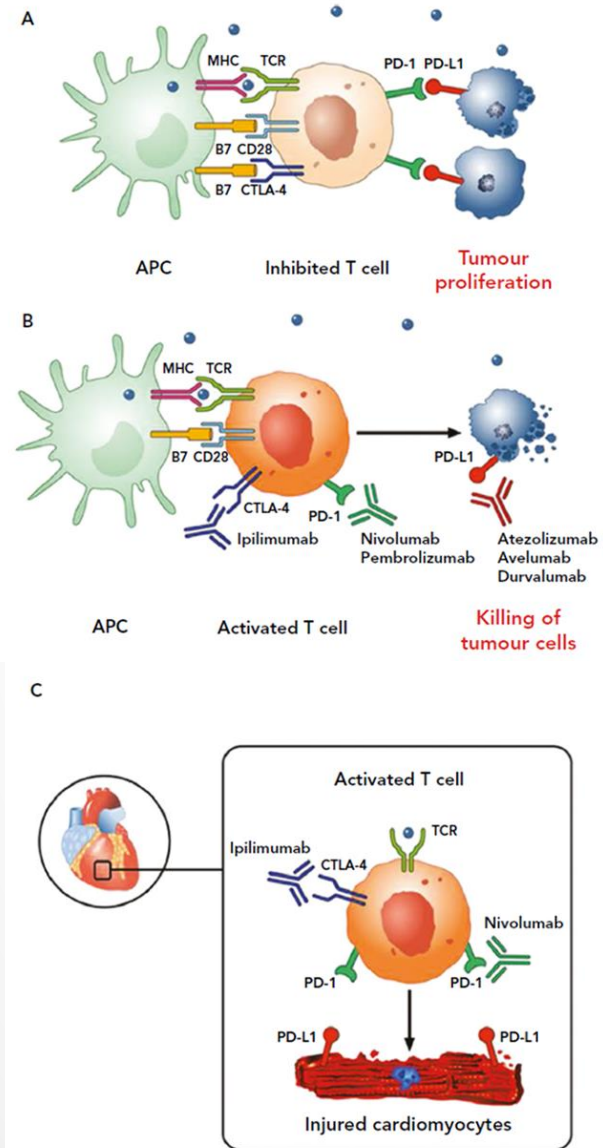 A
MHC TCR
PD-1 PD-L1
B7 CD28
B7 CTLA-4
APC
Inhibited T cell
Tumour
proliferation
B
MHC TCR
B7 CD28
PD-L1
CTLA-4
PD-1
Ipilimumab
Nivolumab
Pembrolizumab
Atezolizumab
Avelumab
Durvalumab
APC
Activated T cell
Killing of
tumour cells
C
Activated T cell
TCR
Ipilimumab
CTLA-4
Nivolumab
PD-1
PD-1
PD-L1
PD-L1
Injured cardiomyocytes